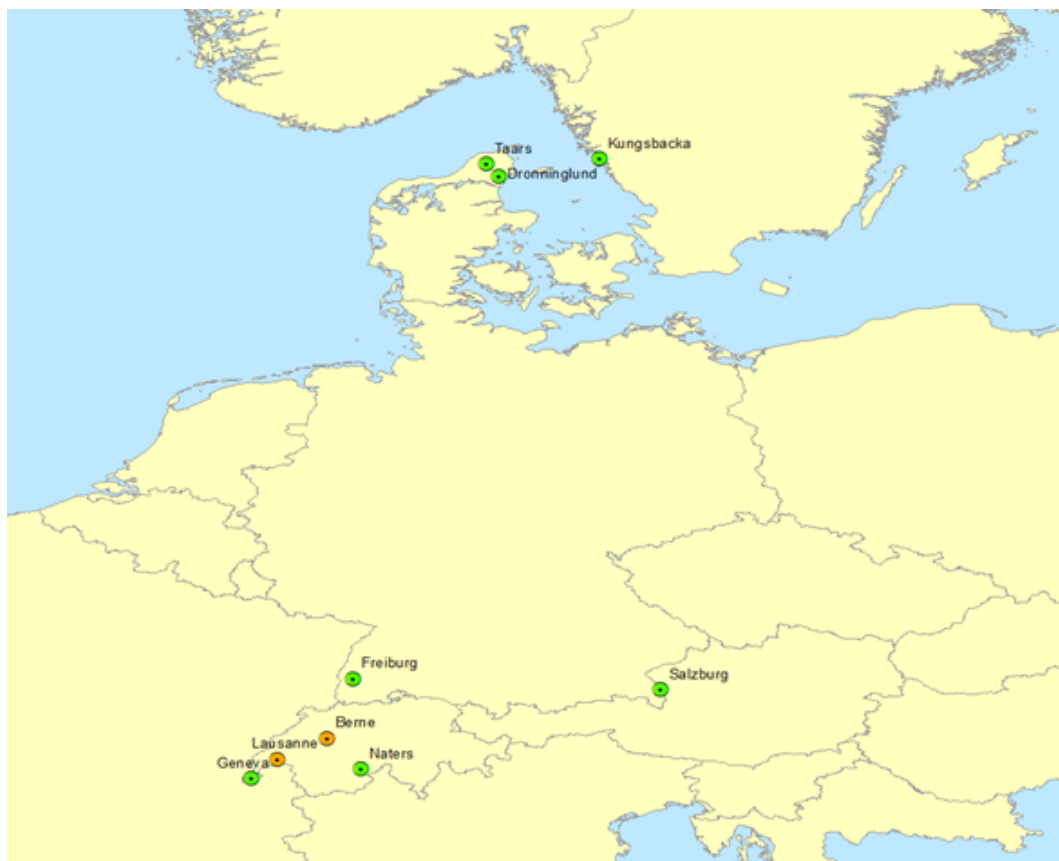 Taars
Kungsbacka
Dronninglund
Freiburg
Salzburg
Berne
Lausanne
Naters
Geneva